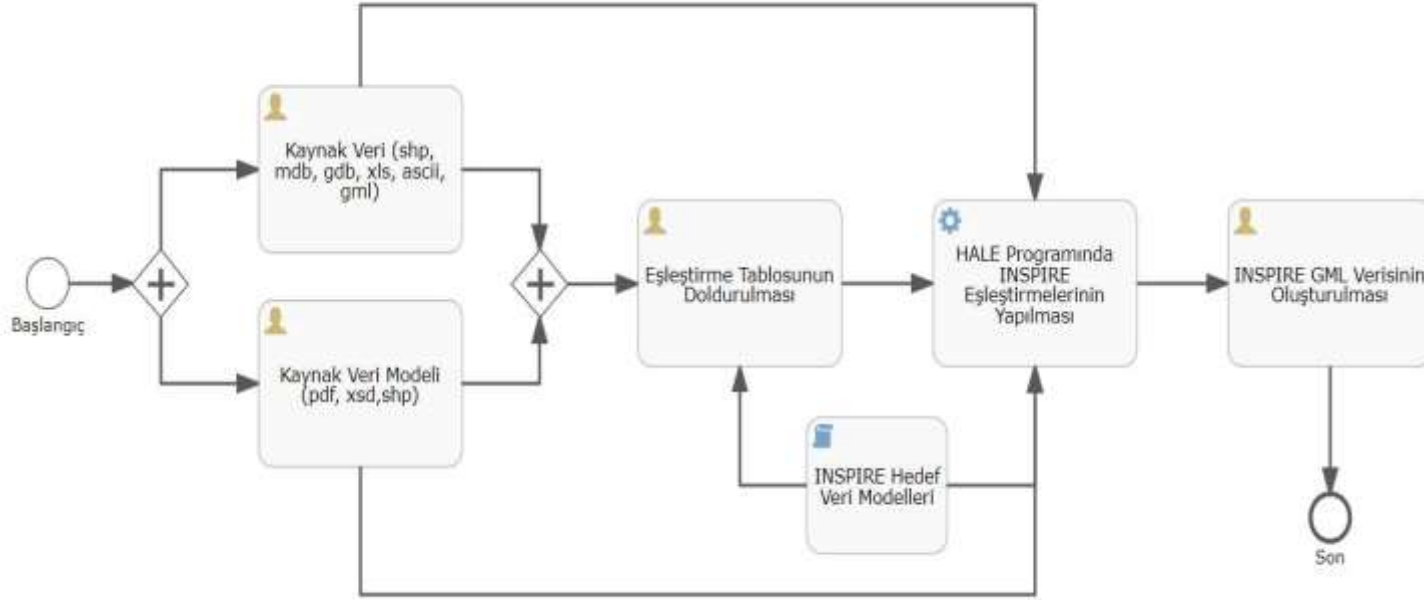 Başlangıç
Kaynak Veri (shp,
mdb, gdb, xls, ascii,
gml)
Kaynak Veri Modeli
(pdf, xsd,shp)
Eşleştirme Tablosunun
Doldurulması
INSPIRE Hedef
Veri Modelleri
HALE Programında
INSPIRE
Eşleştirmelerinin
Yapılması
INSPIRE GML Verisinin
Oluşturulması
Son